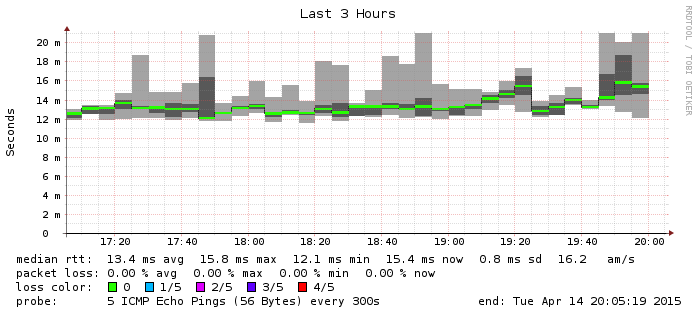 Last 3 Hours
RRDTOOL / TOBI OETIKER
Seconds
20 m
18 m
16 m
14 m
12 m
10 m
8 m
6 m
4 m
2 m
0
17:20 17:40 18:00 18:20 18:40 19:00 19:20 19:40 20:00
median rtt: 13.4 ms avg 15.8 ms max 12.1 ms min 15.4 ms now 0.8 ms sd 16.2 am/s
packet loss: 0.00 % avg 0.00 % max 0.00 % min 0.00 % now
loss color: 0 1/5 2/5 3/5 4/5
probe: 5 ICMP Echo Pings (56 Bytes) every 300s end: Tue Apr 14 20:05:19 2015